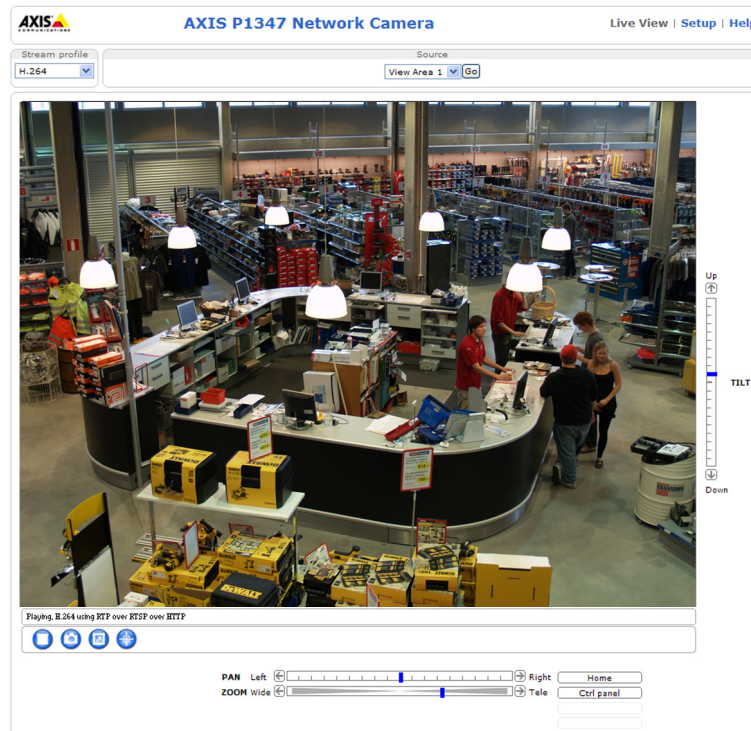 AXIS
COMMUNICATIONS
AXIS P1347 Network Camera
Live View | Setup | Help
Stream profile
H.264
Source
View Area 1
Go
Up
TILT
Down
DEWALT
DEWALT
DEWALT
Playing, H.264 using RTP over RTSP over HTTP
PAN Left Right Home
ZOOM Wide Tele Ctrl panel